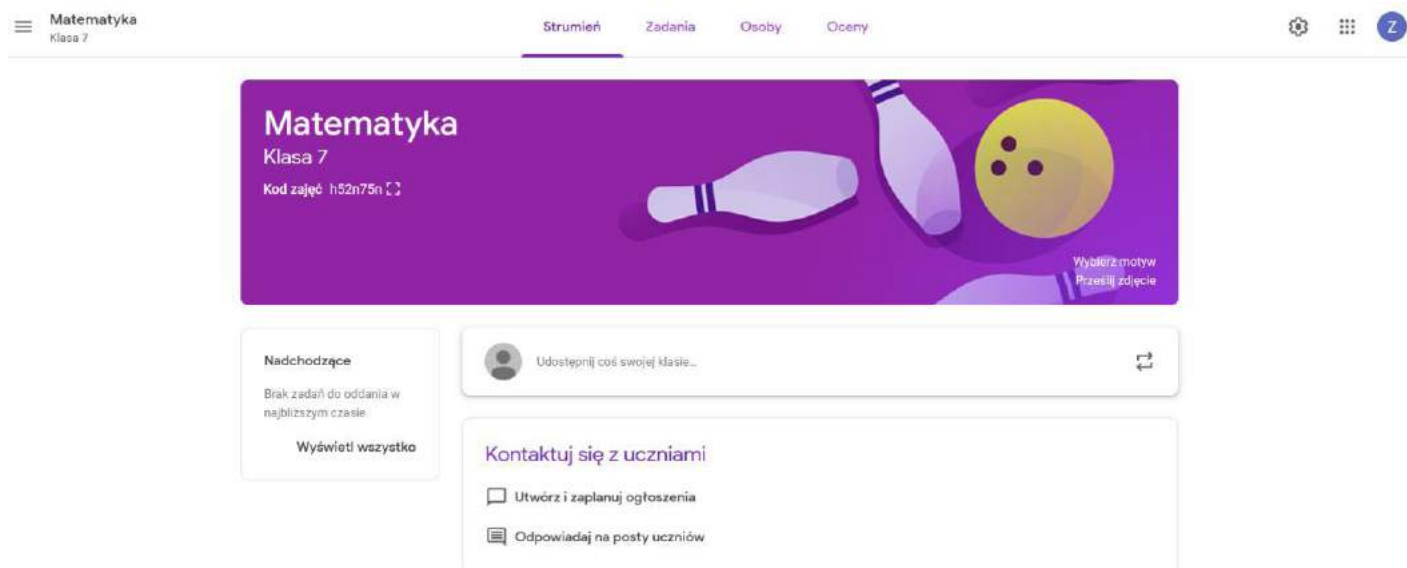 Matematyka
Klasa 7
Strumień Zadania Osoby Oceny
Z
Matematyka
Klasa 7
Kod zajęć h52n75n
Wybierz motyw
Prześlij zdjęcie
Nadchodzące
Brak zadań do oddania w
najbliższym czasie
Wyświetl wszystko
Udostępnij coś swojej klasie...
Kontaktuj się z uczniami
Utwórz i zaplanuj ogłoszenia
Odpowiadaj na posty uczniów